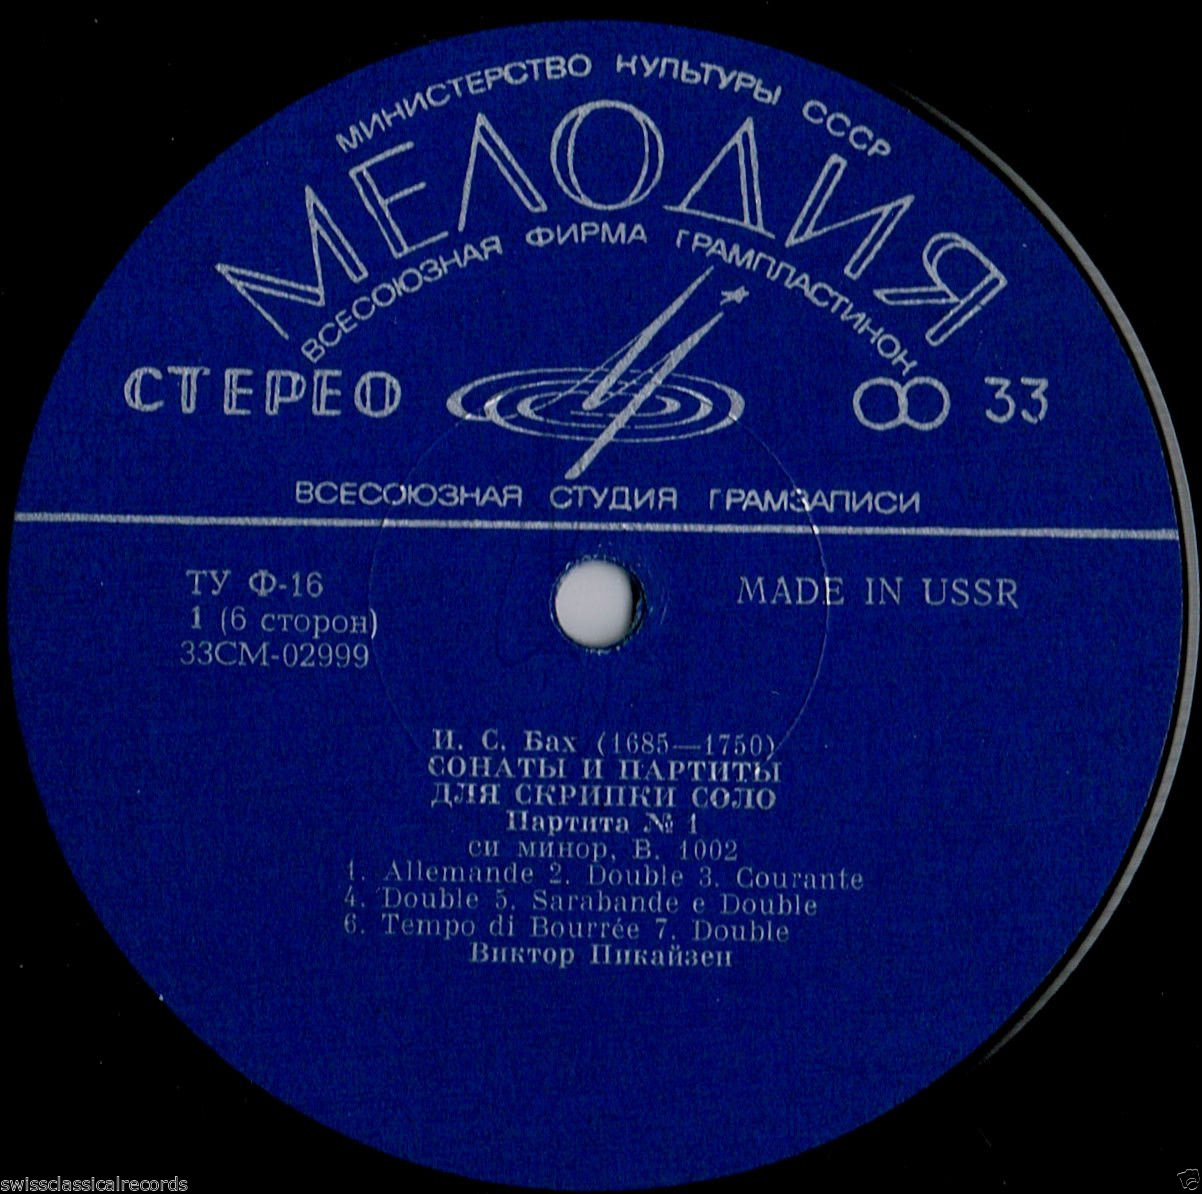 МИНИСТЕРСТВО КУЛЬТУРЫ СССР
МЕЛОДИЯ
ВСЕСОЮЗНАЯ ФИРМА ГРАМПЛАСТИНОК
СТЕРЕО
33
ВСЕСОЮЗНАЯ СТУДИЯ ГРАМЗАПИСИ
ТУ Ф-16
1 (6 сторон)
33СМ-02999
MADE IN USSR
И. С. Бах (1685—1750)
СОНАТЫ И ПАРТИТЫ
ДЛЯ СКРИПКИ СОЛО
Партита № 1
си минор, В. 1002
1. Allemande 2. Double 3. Courante
4. Double 5. Sarabande e Double
6. Tempo di Bourrée 7. Double
Виктор Пикайзен
swissclassicalrecords